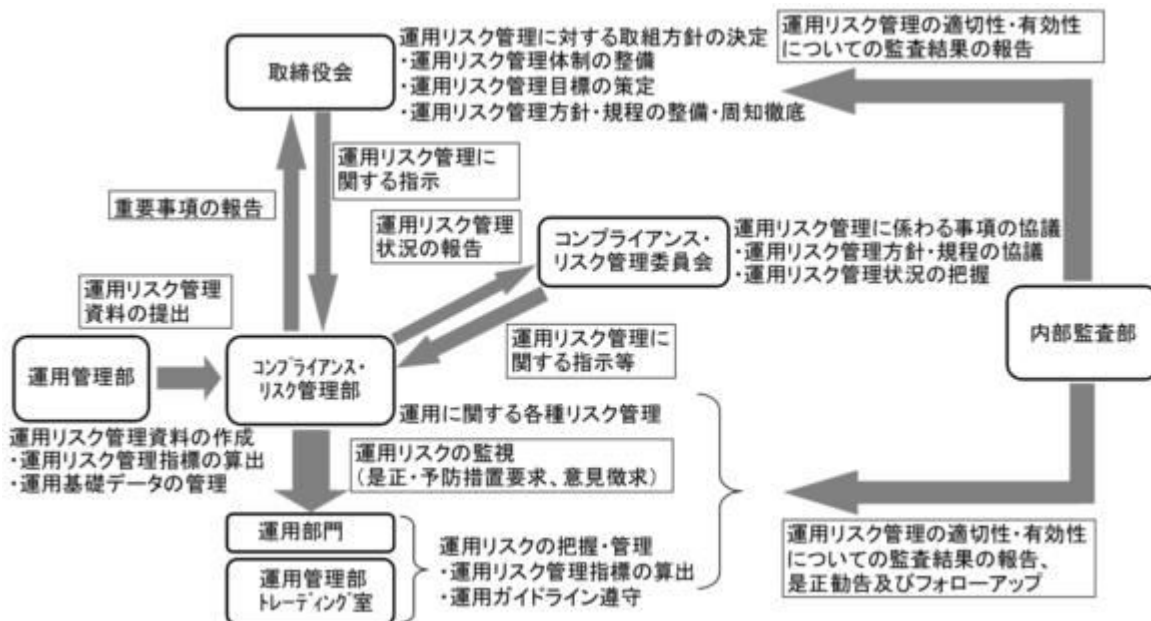 取締役会
運用リスク管理に対する取組方針の決定
・運用リスク管理体制の整備
・運用リスク管理目標の策定
・運用リスク管理方針・規程の整備・周知徹底
運用リスク管理の適切性・有効性
についての監査結果の報告
運用リスク管理に
関する指示
重要事項の報告
運用リスク管理
状況の報告
コンプライアンス・
リスク管理委員会
運用リスク管理に係わる事項の協議
・運用リスク管理方針・規程の協議
・運用リスク管理状況の把握
運用リスク管理
資料の提出
運用リスク管理に
関する指示等
内部監査部
運用管理部
コンプライアンス・
リスク管理部
運用に関する各種リスク管理
運用リスク管理資料の作成
・運用リスク管理指標の算出
・運用基礎データの管理
運用リスクの監視
(是正・予防措置要求、意見徴求)
運用部門
運用管理部
トレーディング室
運用リスクの把握・管理
・運用リスク管理指標の算出
・運用ガイドライン遵守
運用リスク管理の適切性・有効性
についての監査結果の報告、
是正勧告及びフォローアップ